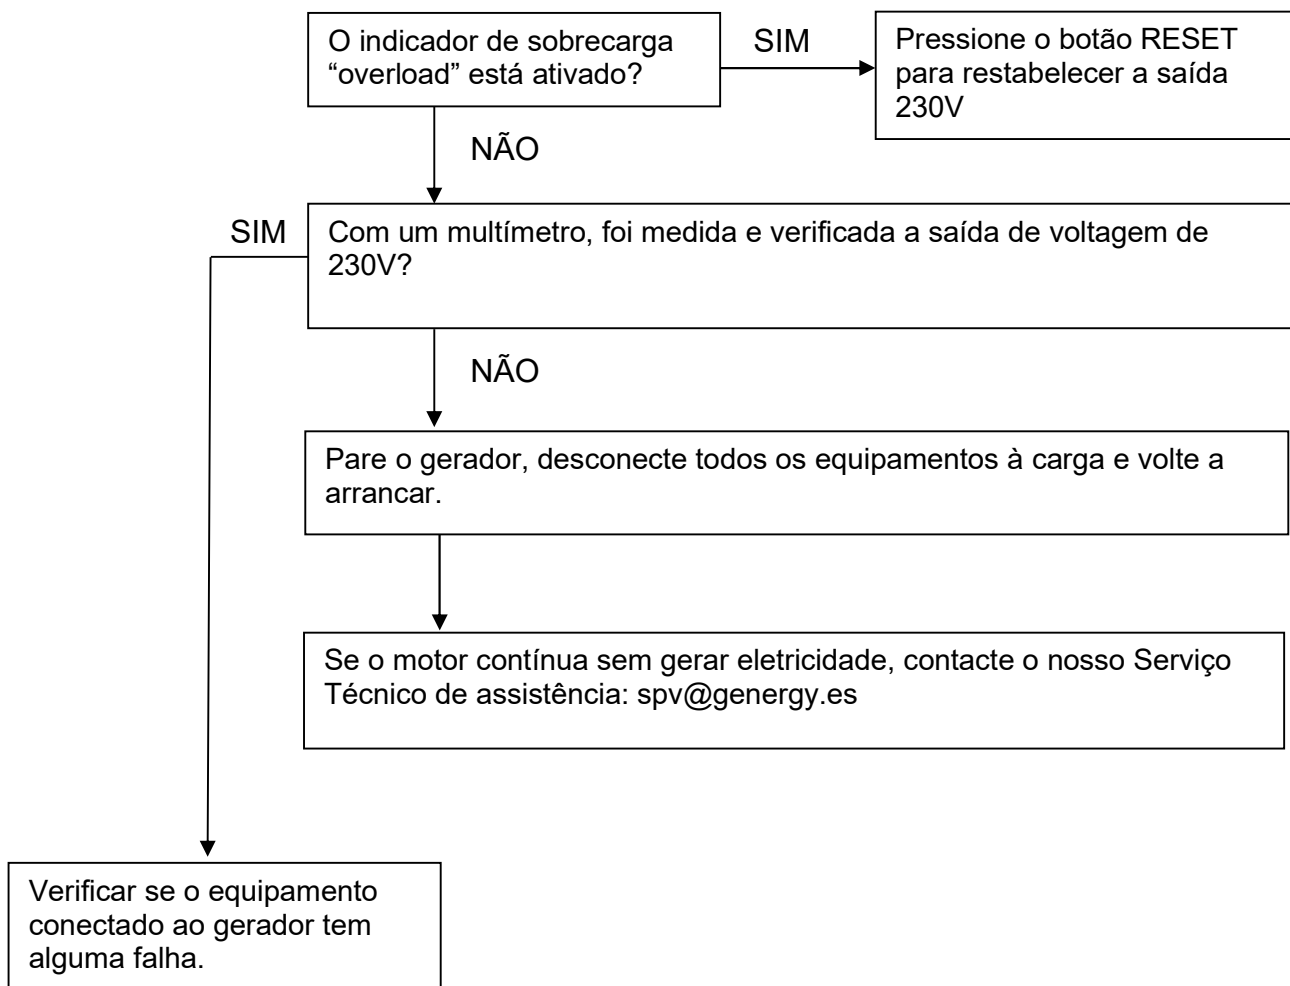 O indicador de sobrecarga
“overload” está ativado?
SIM
Pressione o botão RESET
para restabelecer a saída
230V
NÃO
SIM
Com um multímetro, foi medida e verificada a saída de voltagem de
230V?
NÃO
Pare o gerador, desconecte todos os equipamentos à carga e volte a
arrancar.
Se o motor contínua sem gerar eletricidade, contacte o nosso Serviço
Técnico de assistência: spv@genergy.es
Verificar se o equipamento
conectado ao gerador tem
alguma falha.